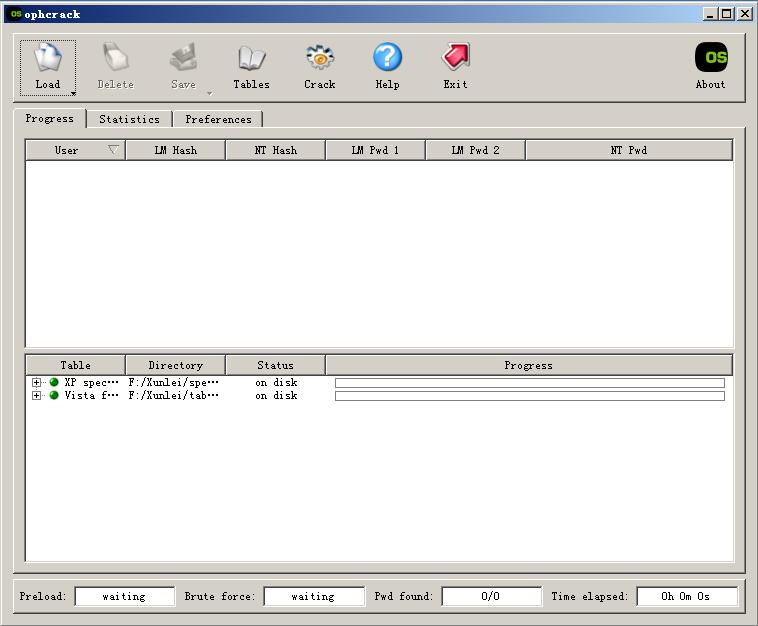 OS ophcrack
Load Delete Save Tables Crack Help Exit OS About
Progress Statistics Preferences
User LM Hash NT Hash LM Pwd 1 LM Pwd 2 NT Pwd
Table Directory Status Progress
XP spec··· F:/Xunlei/spe··· on disk
Vista f··· F:/Xunlei/tab··· on disk
Preload: waiting Brute force: waiting Pwd found: 0/0 Time elapsed: 0h 0m 0s